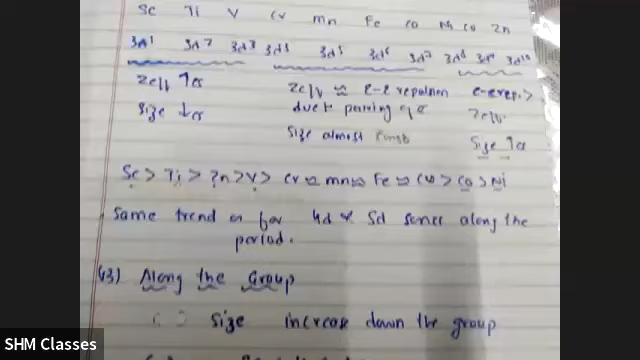 Sc Ti V Cr Mn Fe Co Ni Cu Zn
3d1 3d2 3d3 3d5 3d5 3d6 3d7 3d8 3d9 3d10
Zeff ↑es Zeff ≈ e-e repulsion e-e rep. >
Size ↓es due to pairing of e Zeff.
Size almost const Size ↑es
Sc > Ti > Zn > V > Cr ≈ Mn ≈ Fe ≈ Cu > Co > Ni
Same trend for 4d & 5d series along the
period.
(3) Along the Group
Size increase down the group
SHM Classes